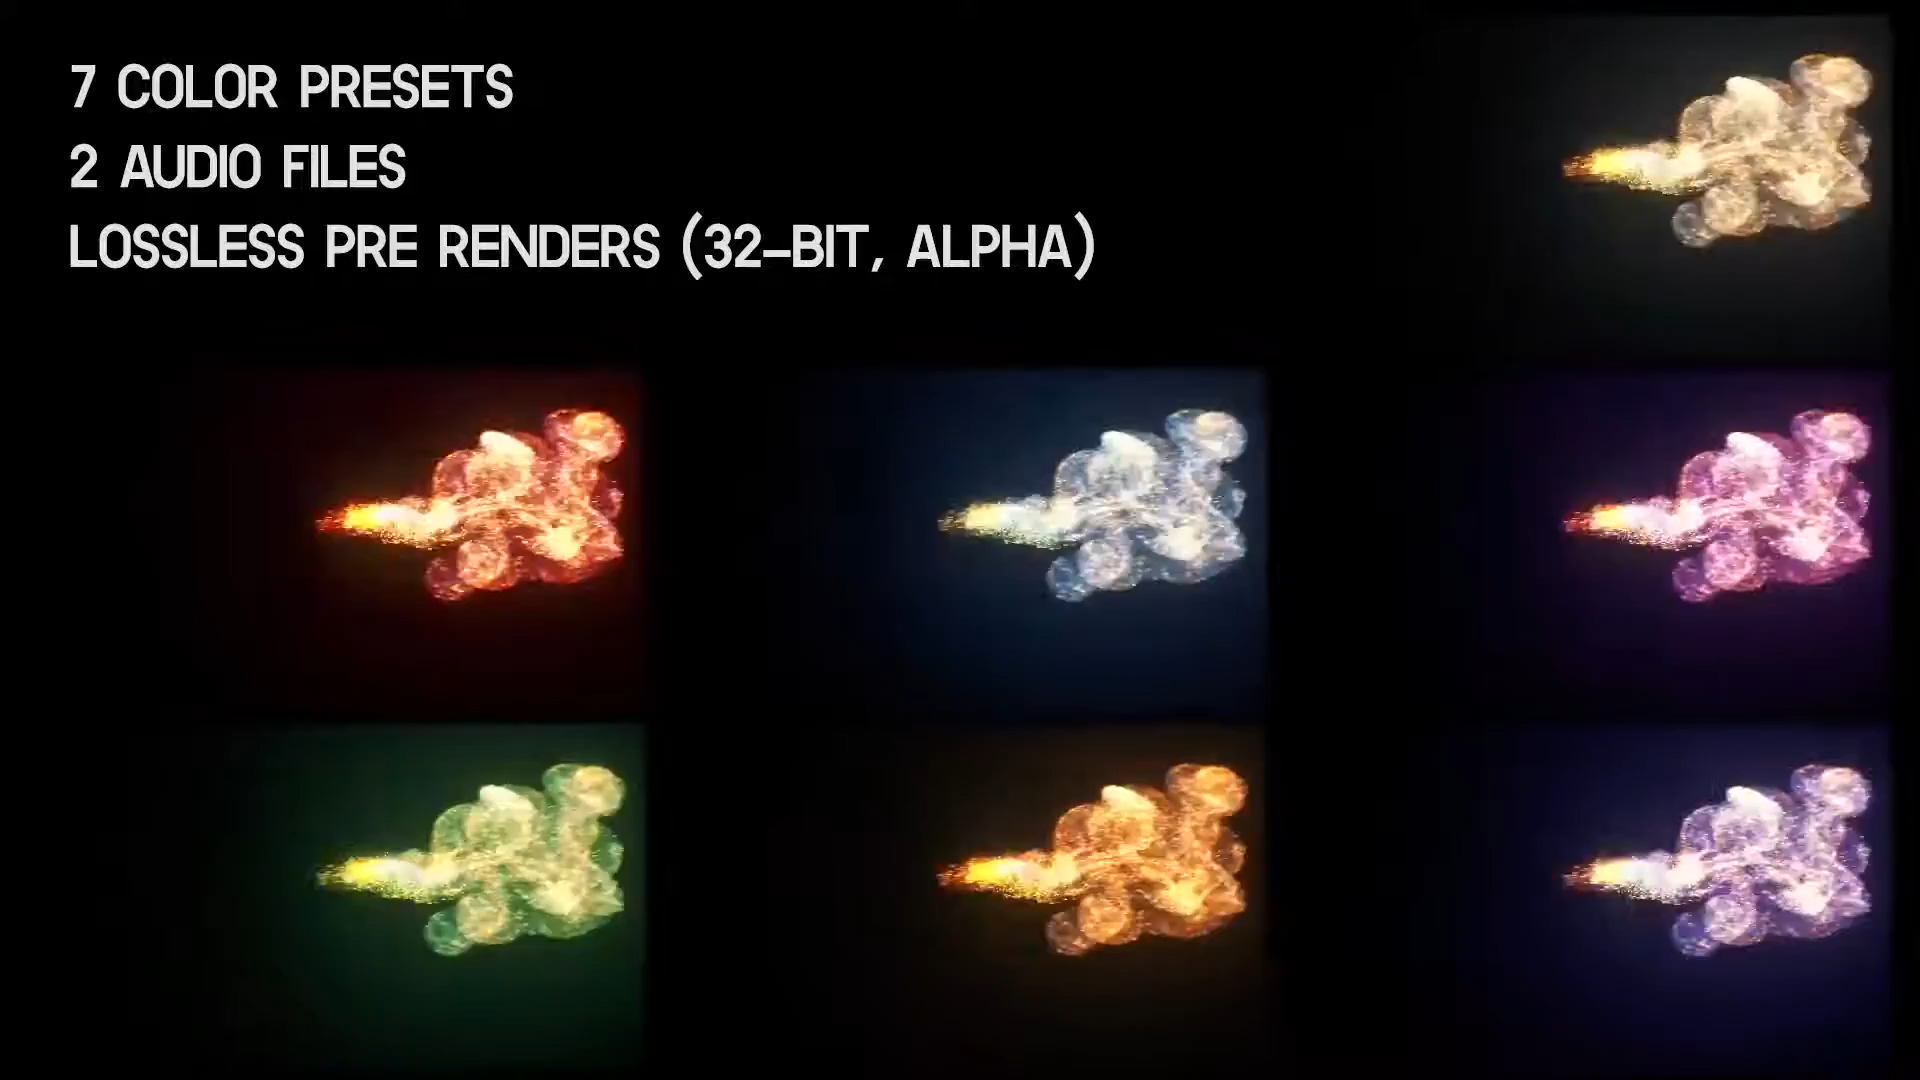 7 COLOR PRESETS
2 AUDIO FILES
LOSSLESS PRE RENDERS (32-BIT, ALPHA)